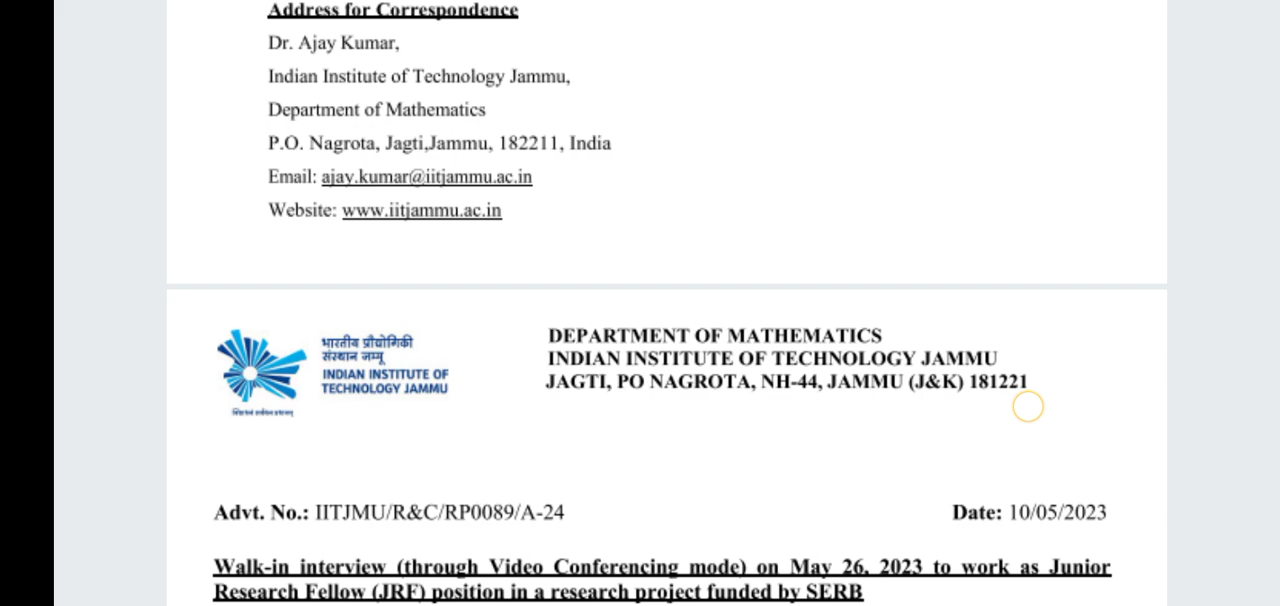 Address for Correspondence
Dr. Ajay Kumar,
Indian Institute of Technology Jammu,
Department of Mathematics
P.O. Nagrota, Jagti,Jammu, 182211, India
Email: ajay.kumar@iitjammu.ac.in
Website: www.iitjammu.ac.in
भारतीय प्रौद्योगिकी
संस्थान जम्मू
INDIAN INSTITUTE OF
TECHNOLOGY JAMMU
DEPARTMENT OF MATHEMATICS
INDIAN INSTITUTE OF TECHNOLOGY JAMMU
JAGTI, PO NAGROTA, NH-44, JAMMU (J&K) 181221
Advt. No.: IITJMU/R&C/RP0089/A-24 Date: 10/05/2023
Walk-in interview (through Video Conferencing mode) on May 26, 2023 to work as Junior
Research Fellow (JRF) position in a research project funded by SERB